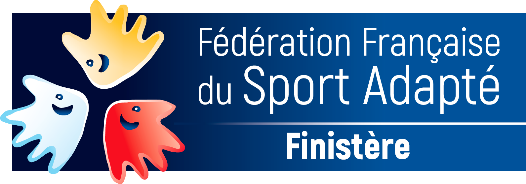 Fédération Française
du Sport Adapté
Finistère